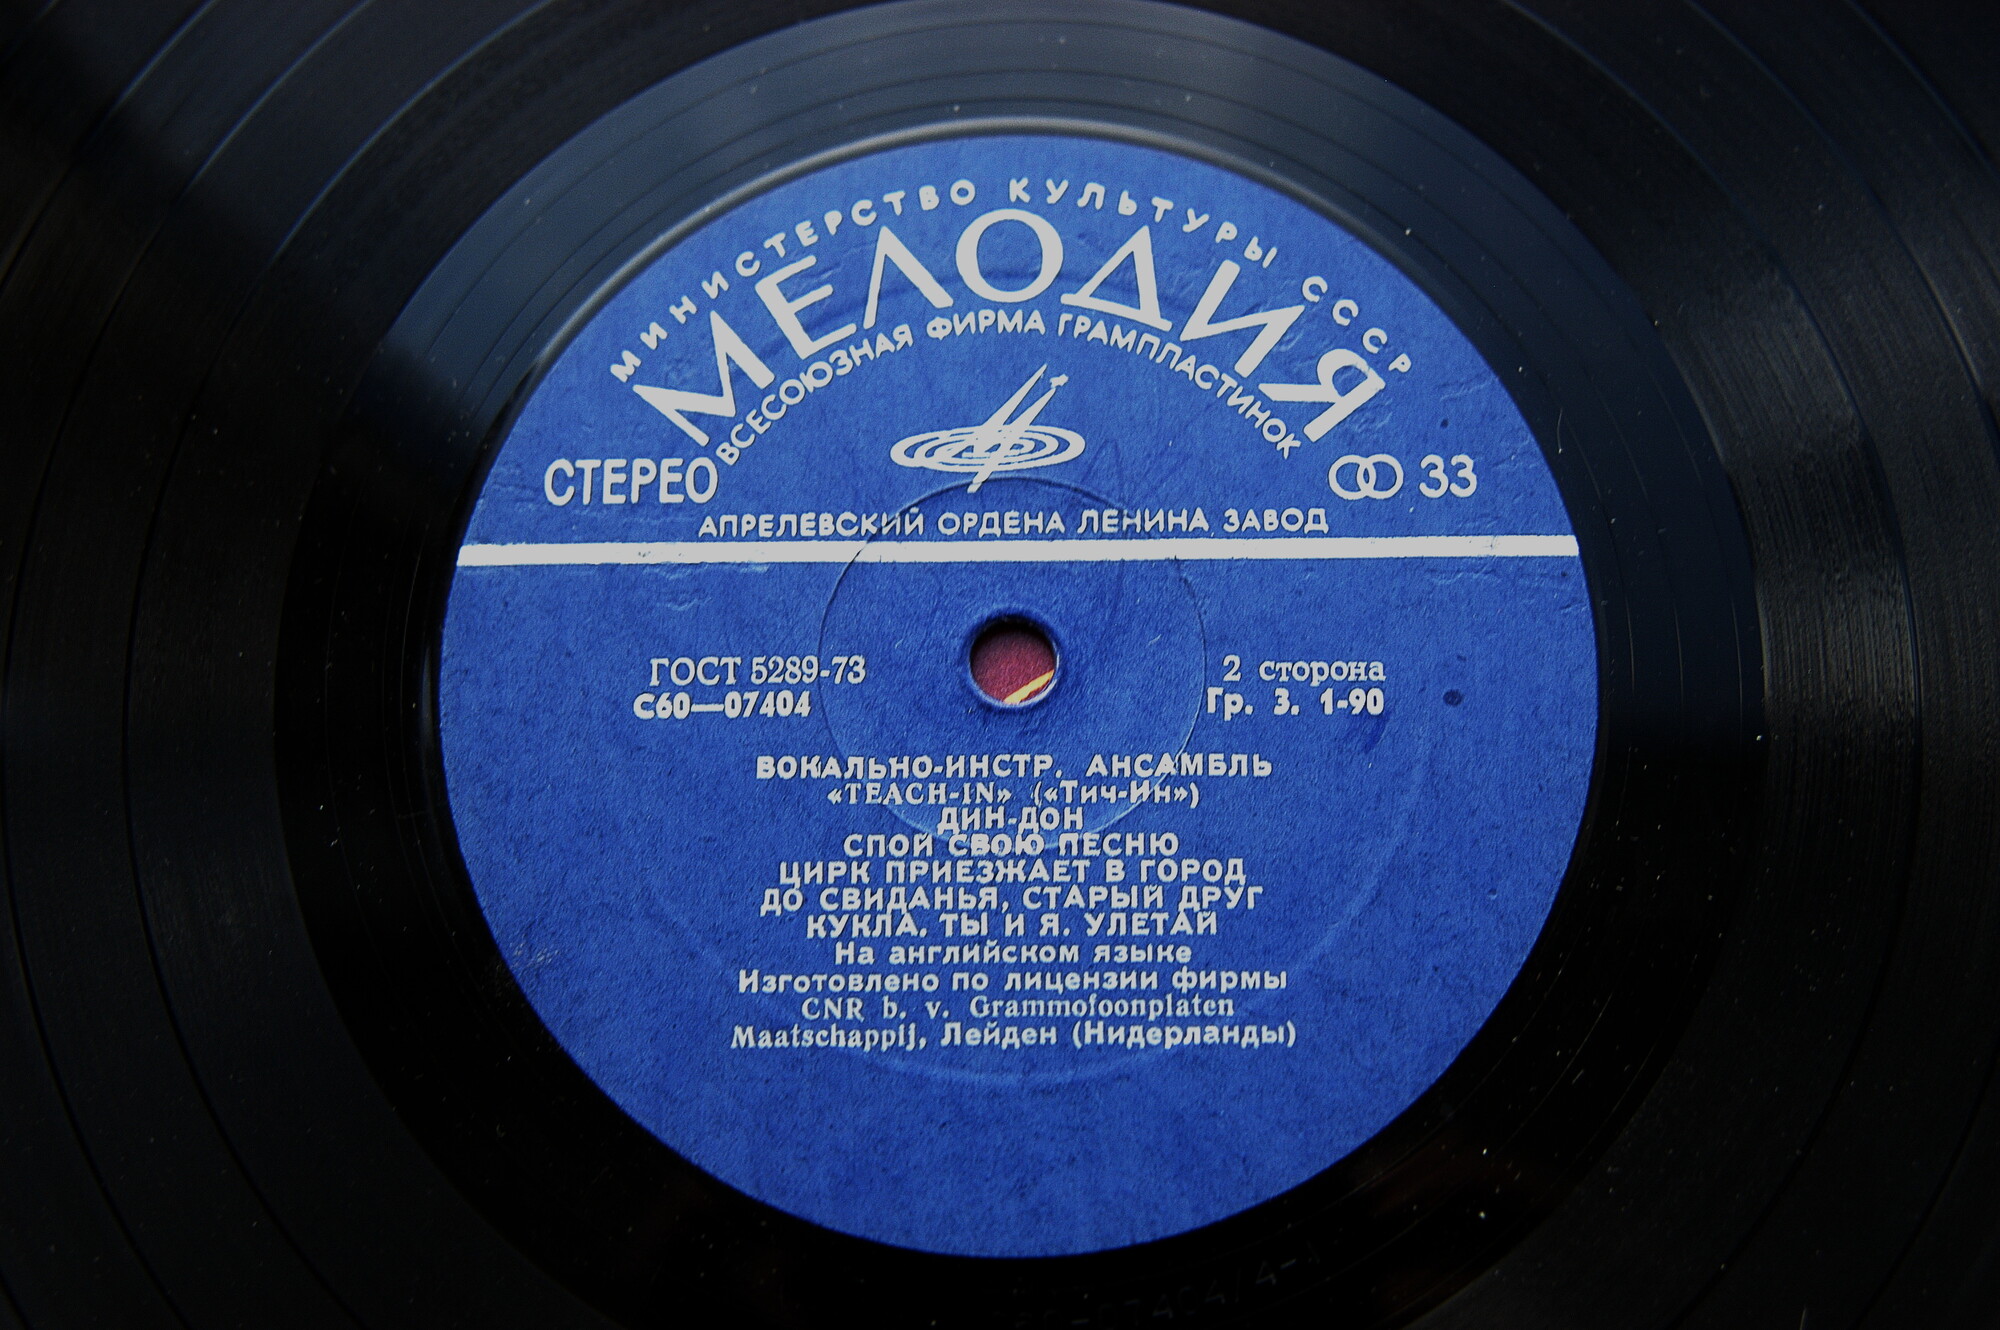 МИНИСТЕРСТВО КУЛЬТУРЫ СССР
МЕЛОДИЯ
ВСЕСОЮЗНАЯ ФИРМА ГРАМПЛАСТИНОК
СТЕРЕО
33
АПРЕЛЕВСКИЙ ОРДЕНА ЛЕНИНА ЗАВОД
ГОСТ 5289-73
2 сторона
С60—07404
Гр. 3. 1-90
ВОКАЛЬНО-ИНСТР. АНСАМБЛЬ
«TEACH-IN» («Тич-Ин»)
ДИН-ДОН
СПОЙ СВОЮ ПЕСНЮ
ЦИРК ПРИЕЗЖАЕТ В ГОРОД
ДО СВИДАНЬЯ, СТАРЫЙ ДРУГ
КУКЛА. ТЫ И Я. УЛЕТАЙ
На английском языке
Изготовлено по лицензии фирмы
CNR b. v. Grammofoonplaten
Maatschappij, Лейден (Нидерланды)